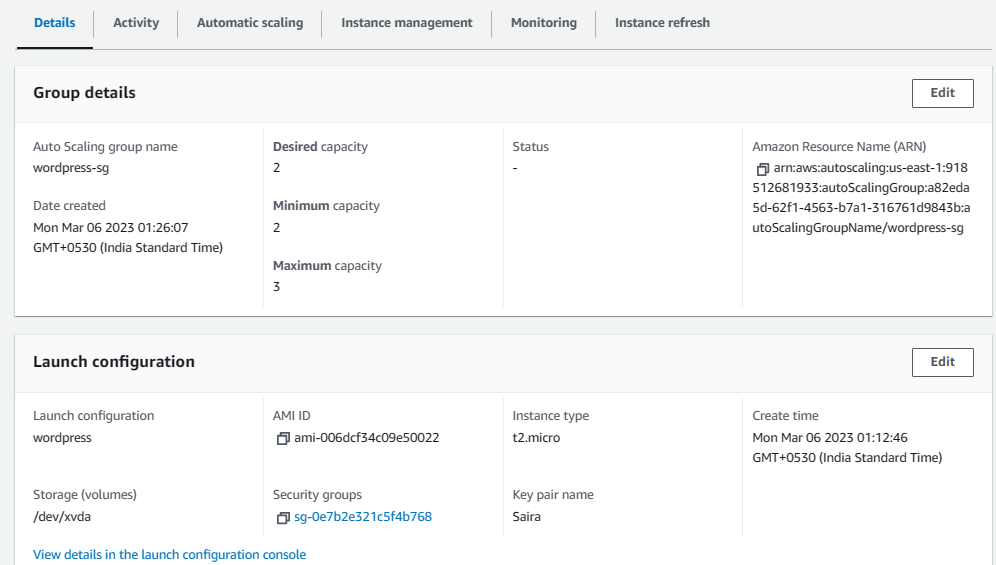 Details
Activity
Automatic scaling
Instance management
Monitoring
Instance refresh
Group details
Edit
Auto Scaling group name
wordpress-sg
Date created
Mon Mar 06 2023 01:26:07
GMT+0530 (India Standard Time)
Desired capacity
2
Minimum capacity
2
Maximum capacity
3
Status
-
Amazon Resource Name (ARN)
arn:aws:autoscaling:us-east-1:918
512681933:autoScalingGroup:a82eda
5d-62f1-4563-b7a1-316761d9843b:a
utoScalingGroupName/wordpress-sg
Launch configuration
Edit
Launch configuration
wordpress
AMI ID
ami-006dcf34c09e50022
Instance type
t2.micro
Create time
Mon Mar 06 2023 01:12:46
GMT+0530 (India Standard Time)
Storage (volumes)
/dev/xvda
Security groups
sg-0e7b2e321c5f4b768
Key pair name
Saira
View details in the launch configuration console